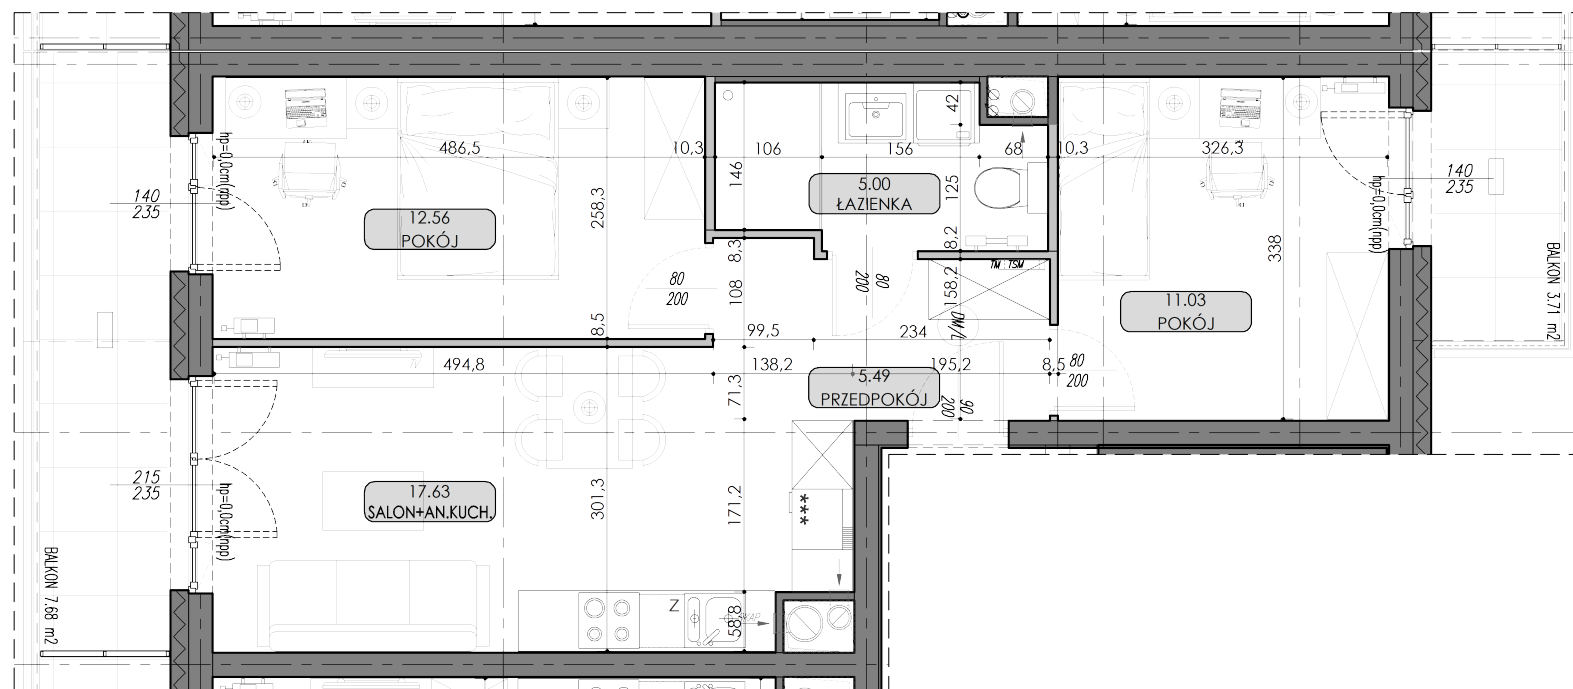 42
486,5
10,3
106
156
68
10,3
326,3
hp=0,0cm(npp)
140
235
146
125
5.00
ŁAZIENKA
hp=0,0cm(npp)
140
235
258,3
12.56
POKÓJ
8,3
8,2
338
BALKON 3.71 m2
80
200
108
80
200
158,2
TM
TSM
11.03
POKÓJ
8,5
99,5
234
DM/L
494,8
138,2
195,2
8,5
80
200
TV
71,3
5.49
PRZEDPOKÓJ
90
200
215
235
hp=0,0cm(npp)
17.63
SALON+AN.KUCH.
301,3
171,2
***
BALKON 7.68 m2
Z
58,8
OKAP